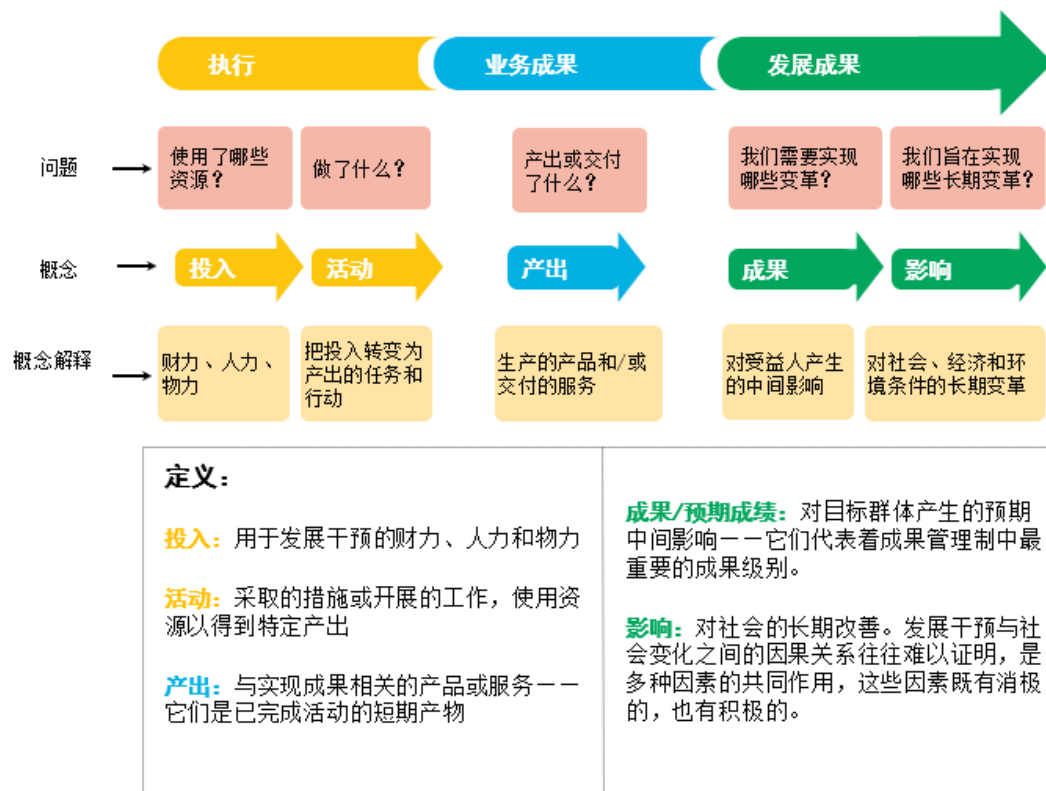 执行
业务成果
发展成果
问题
使用了哪些
资源？
做了什么？
产出或交付
了什么？
我们需要实现
哪些变革？
我们旨在实现
哪些长期变革？
概念
投入
活动
产出
成果
影响
概念解释
财力、人力、
物力
把投入转变为
产出的任务和
行动
生产的产品和/或
交付的服务
对受益人产生
的中间影响
对社会、经济和环
境条件的长期变革
定义：
投入：用于发展干预的财力、人力和物力
活动：采取的措施或开展的工作，使用资
源以得到特定产出
产出：与实现成果相关的产品或服务——
它们是已完成活动的短期产物
成果/预期成绩：对目标群体产生的预期
中间影响——它们代表着成果管理制中最
重要的成果级别。
影响：对社会的长期改善。发展干预与社
会变化之间的因果关系往往难以证明，是
多种因素的共同作用，这些因素既有消极
的，也有积极的。